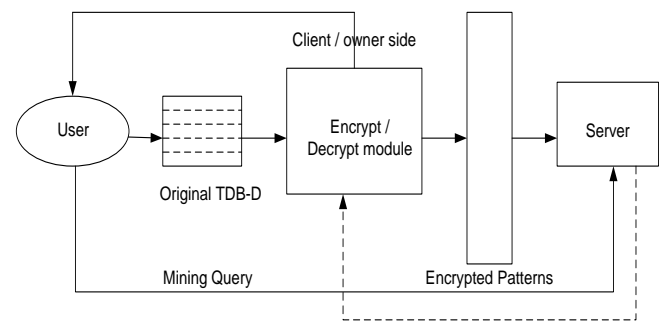 Client / owner side
User
Encrypt /
Decrypt module
Server
Original TDB-D
Mining Query
Encrypted Patterns